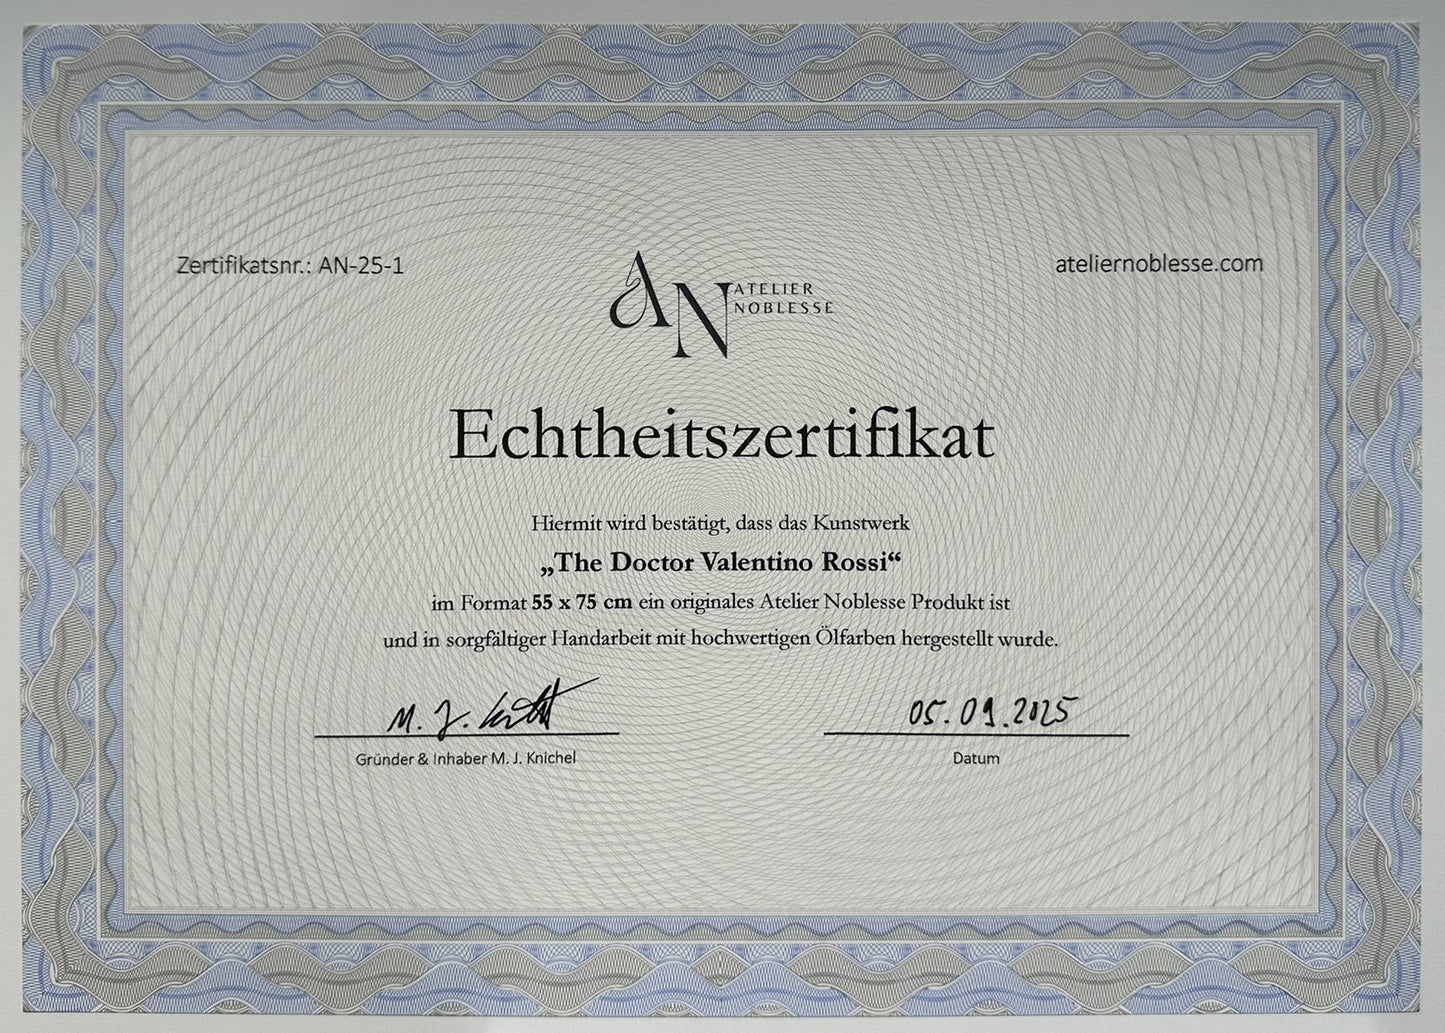 Zertifikatsnr.: AN-25-1
ateliernoblesse.com
AN ATELIER
NOBLESSE
Echtheitszertifikat
Hiermit wird bestätigt, dass das Kunstwerk
„The Doctor Valentino Rossi“
im Format 55 x 75 cm ein originales Atelier Noblesse Produkt ist
und in sorgfältiger Handarbeit mit hochwertigen Ölfarben hergestellt wurde.
M. J.
05.09.2025
Gründer & Inhaber M. J. Knichel
Datum